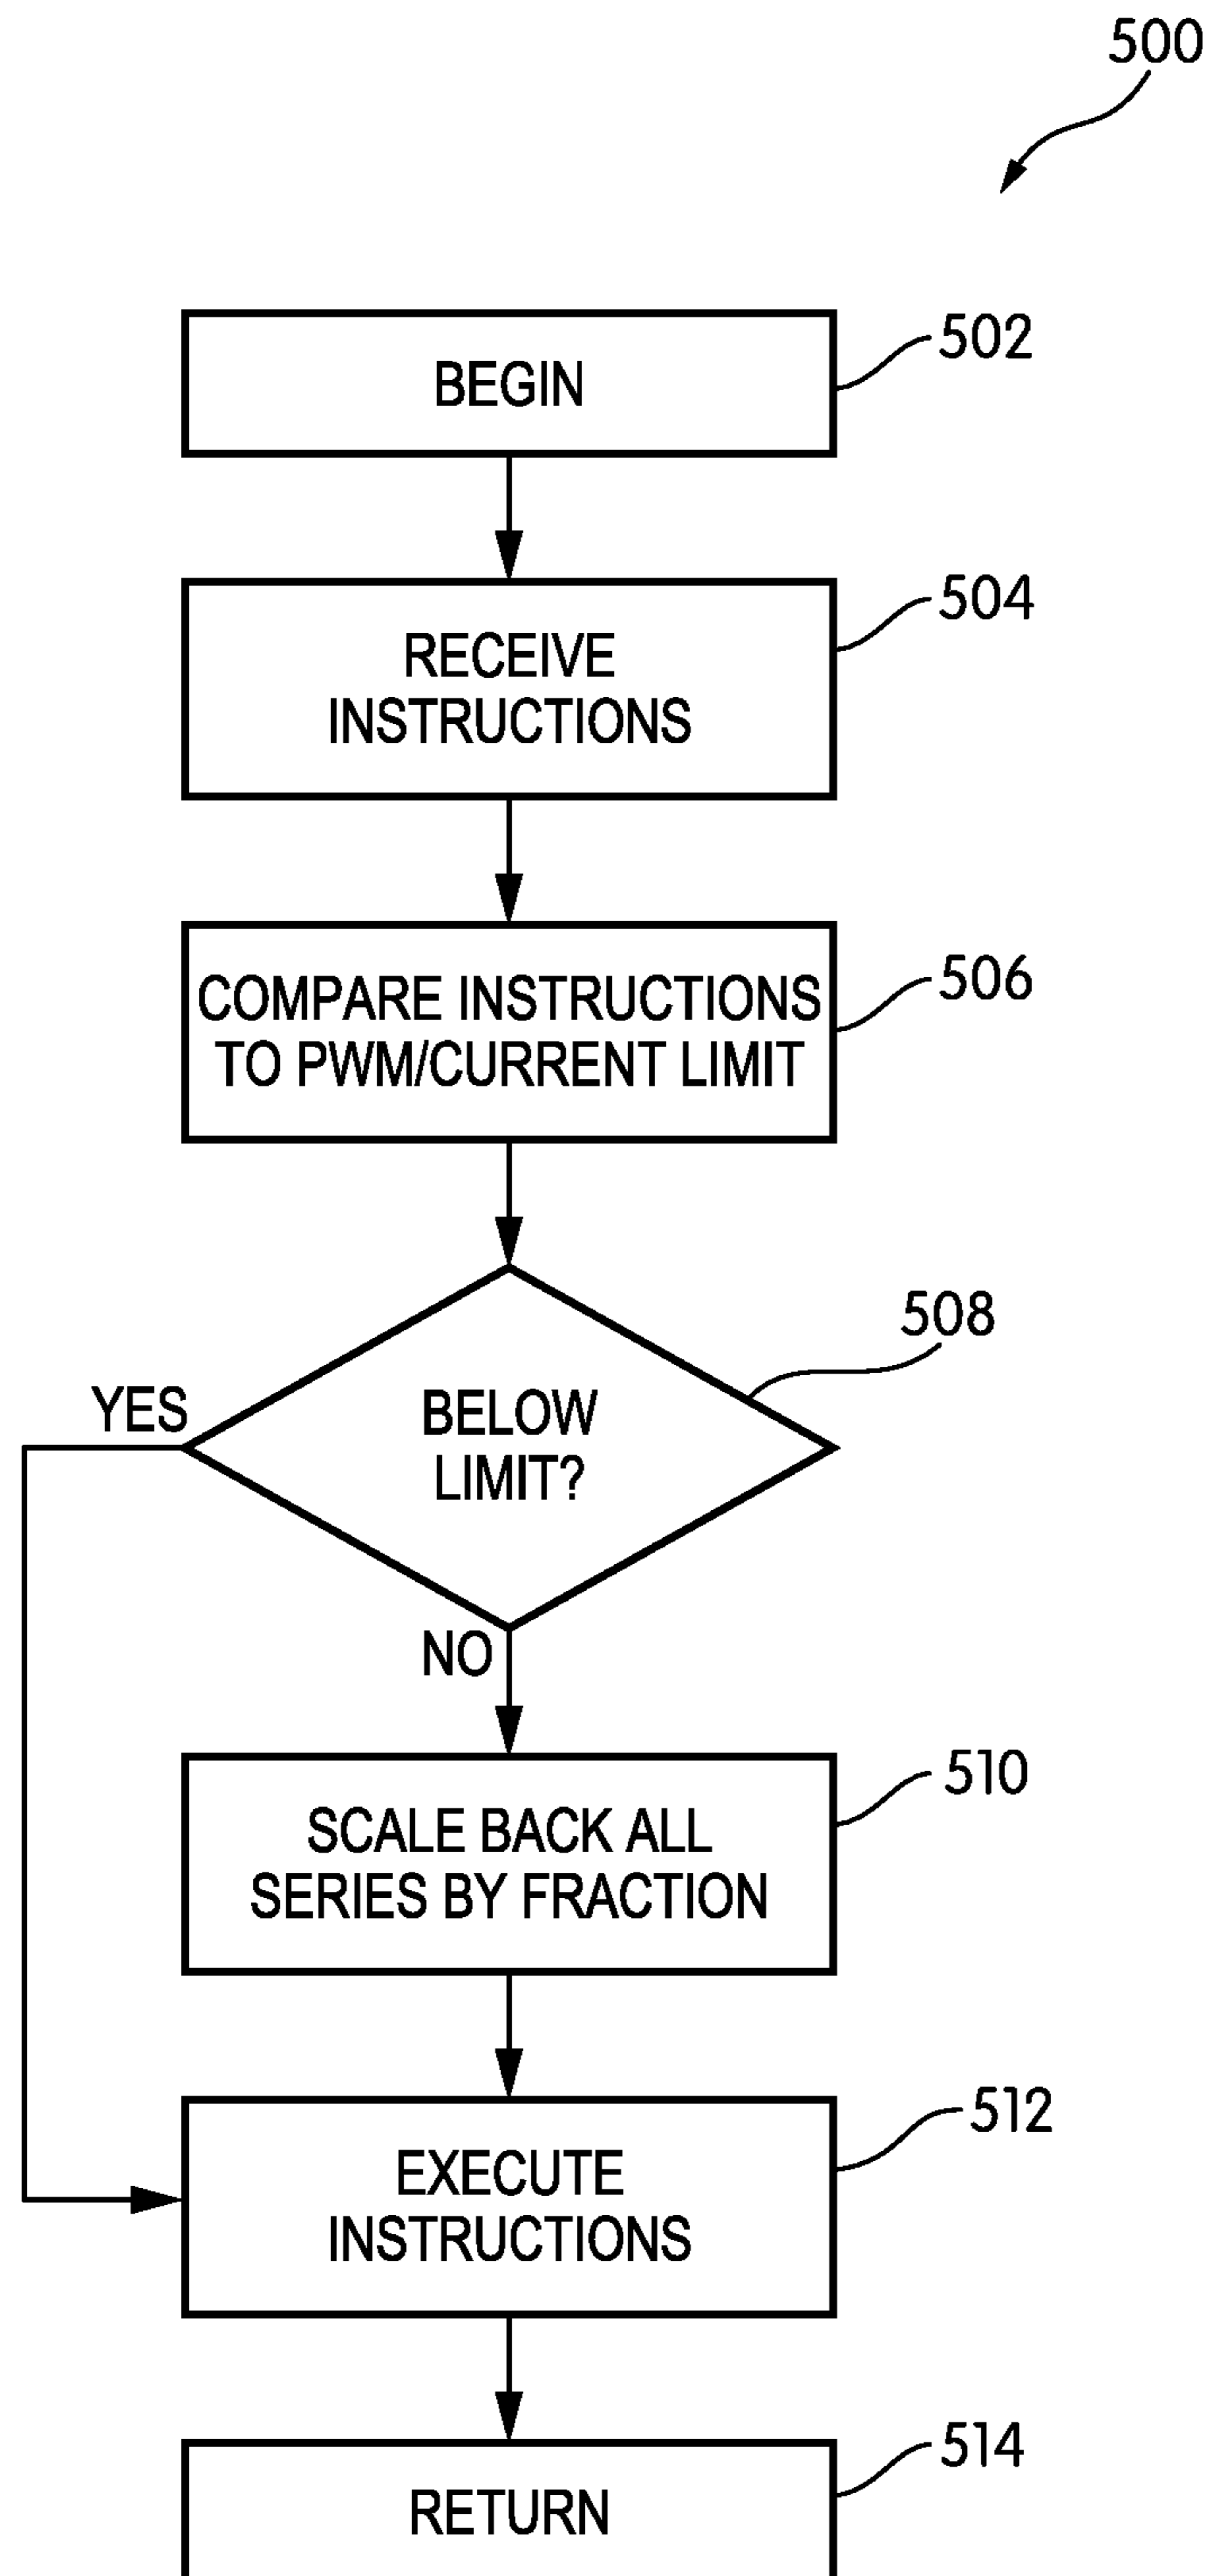 500
BEGIN
502
RECEIVE
INSTRUCTIONS
504
COMPARE INSTRUCTIONS
TO PWM/CURRENT LIMIT
506
BELOW
LIMIT?
508
YES
NO
SCALE BACK ALL
SERIES BY FRACTION
510
EXECUTE
INSTRUCTIONS
512
RETURN
514